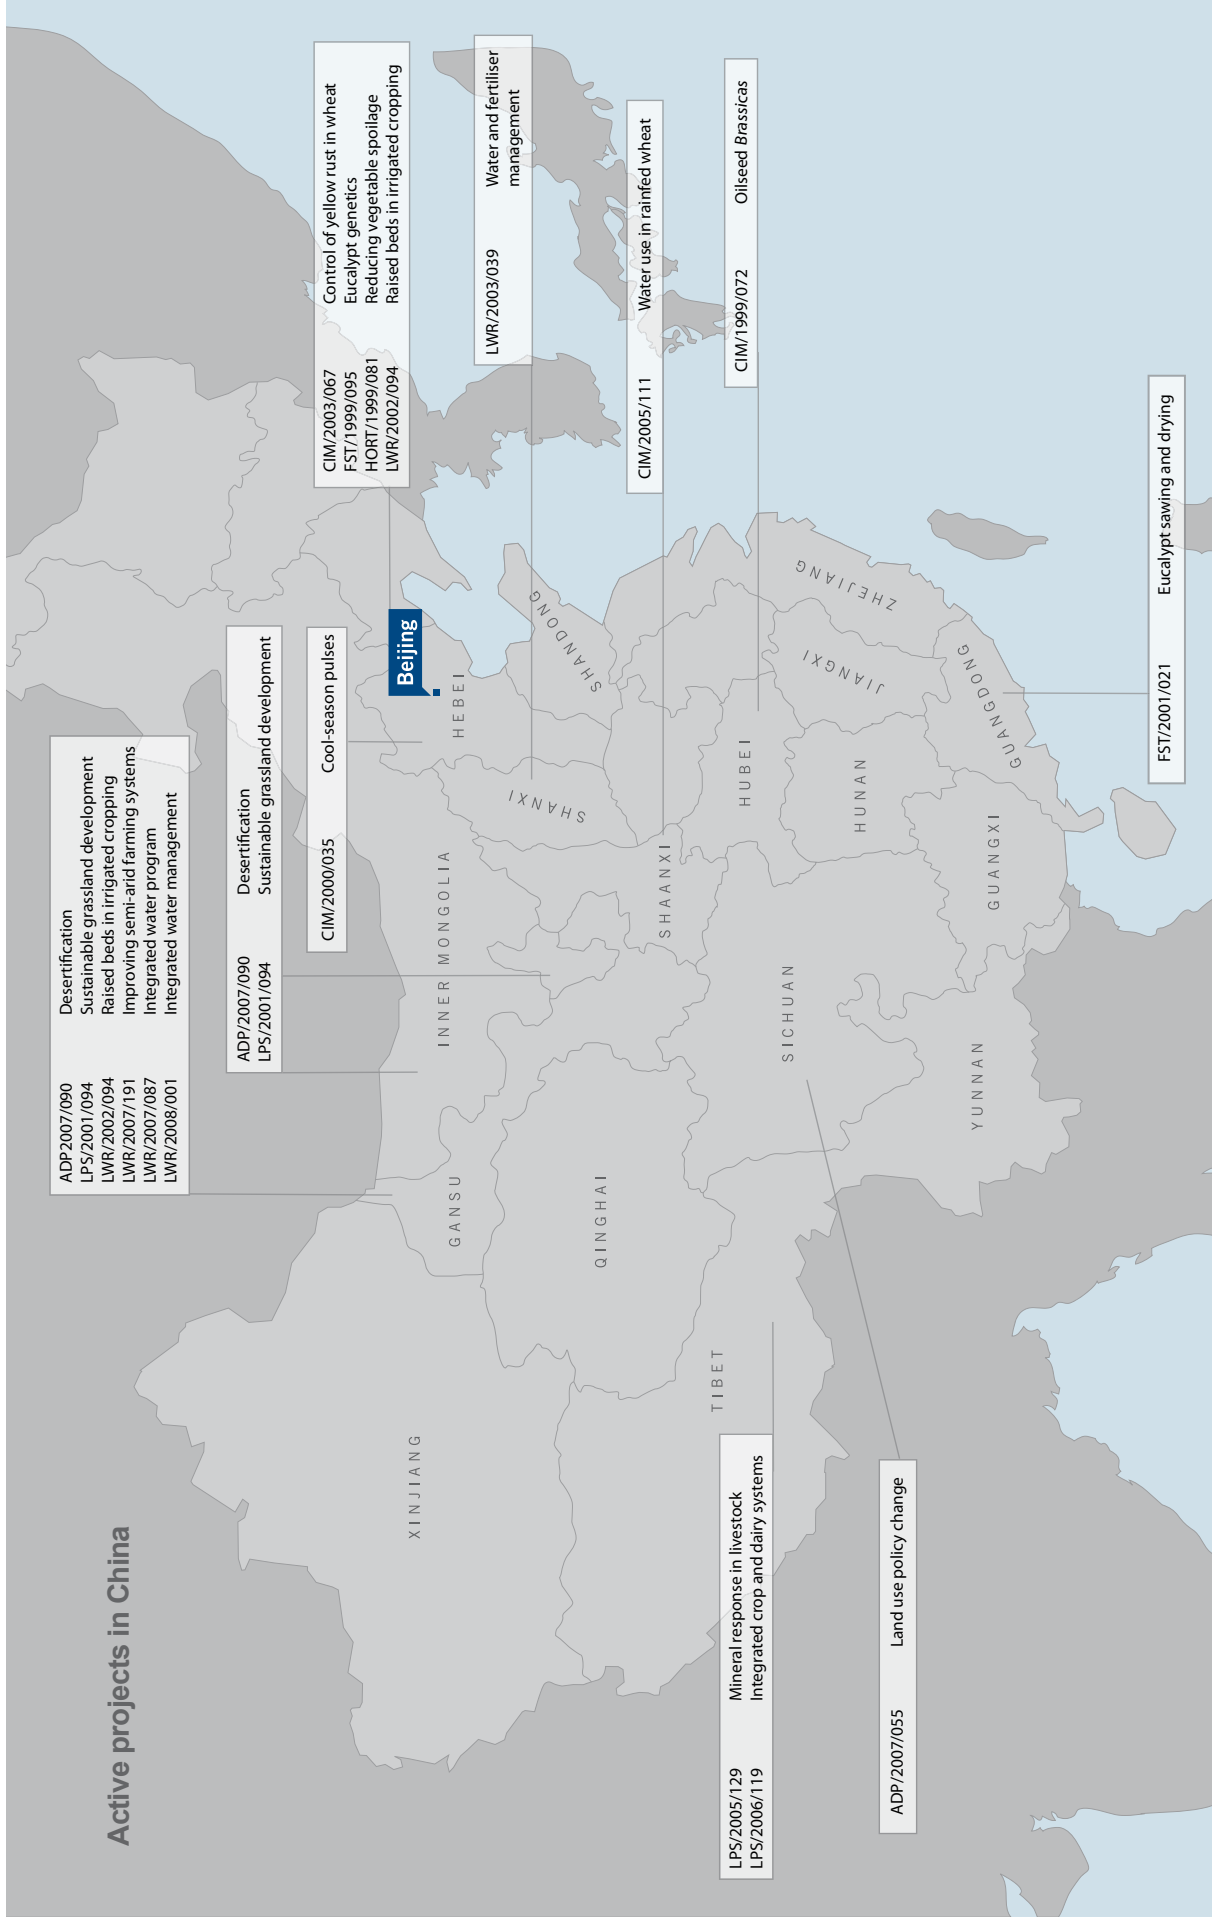 Active projects in China
ADP2007/090 Desertification
LPS/2001/094 Sustainable grassland development
LWR/2002/094 Raised beds in irrigated cropping
LWR/2007/191 Improving semi-arid farming systems
LWR/2007/087 Integrated water program
LWR/2008/001 Integrated water management
ADP/2007/090 Desertification
LPS/2001/094 Sustainable grassland development
CIM/2000/035 Cool-season pulses
CIM/2003/067 Control of yellow rust in wheat
FST/1999/095 Eucalypt genetics
HORT/1999/081 Reducing vegetable spoilage
LWR/2002/094 Raised beds in irrigated cropping
Beijing
LWR/2003/039 Water and fertiliser
management
CIM/2005/111 Water use in rainfed wheat
CIM/1999/072 Oilseed Brassicas
XINJIANG
GANSU
INNER MONGOLIA
HEBEI
SHANXI
SHANDONG
QINGHAI
SHAANXI
TIBET
SICHUAN
HUBEI
ZHEJIANG
JIANGXI
HUNAN
YUNNAN
GUANGXI
GUANGDONG
LPS/2005/129 Mineral response in livestock
LPS/2006/119 Integrated crop and dairy systems
ADP/2007/055 Land use policy change
FST/2001/021 Eucalypt sawing and drying